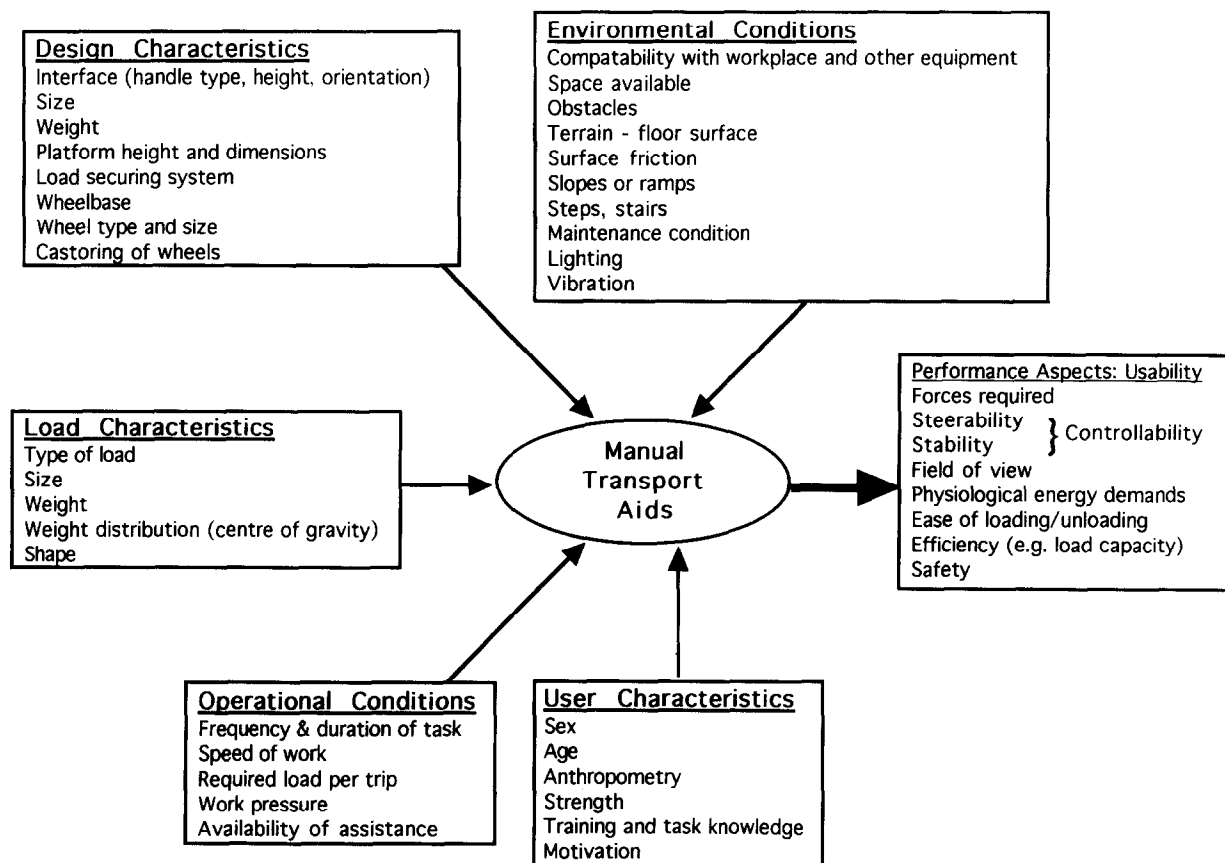 Design Characteristics
Interface (handle type, height, orientation)
Size
Weight
Platform height and dimensions
Load securing system
Wheelbase
Wheel type and size
Castoring of wheels
Environmental Conditions
Compatability with workplace and other equipment
Space available
Obstacles
Terrain - floor surface
Surface friction
Slopes or ramps
Steps, stairs
Maintenance condition
Lighting
Vibration
Load Characteristics
Type of load
Size
Weight
Weight distribution (centre of gravity)
Shape
Manual
Transport
Aids
Performance Aspects: Usability
Forces required
Steerability
Stability
} Controllability
Field of view
Physiological energy demands
Ease of loading/unloading
Efficiency (e.g. load capacity)
Safety
Operational Conditions
Frequency & duration of task
Speed of work
Required load per trip
Work pressure
Availability of assistance
User Characteristics
Sex
Age
Anthropometry
Strength
Training and task knowledge
Motivation